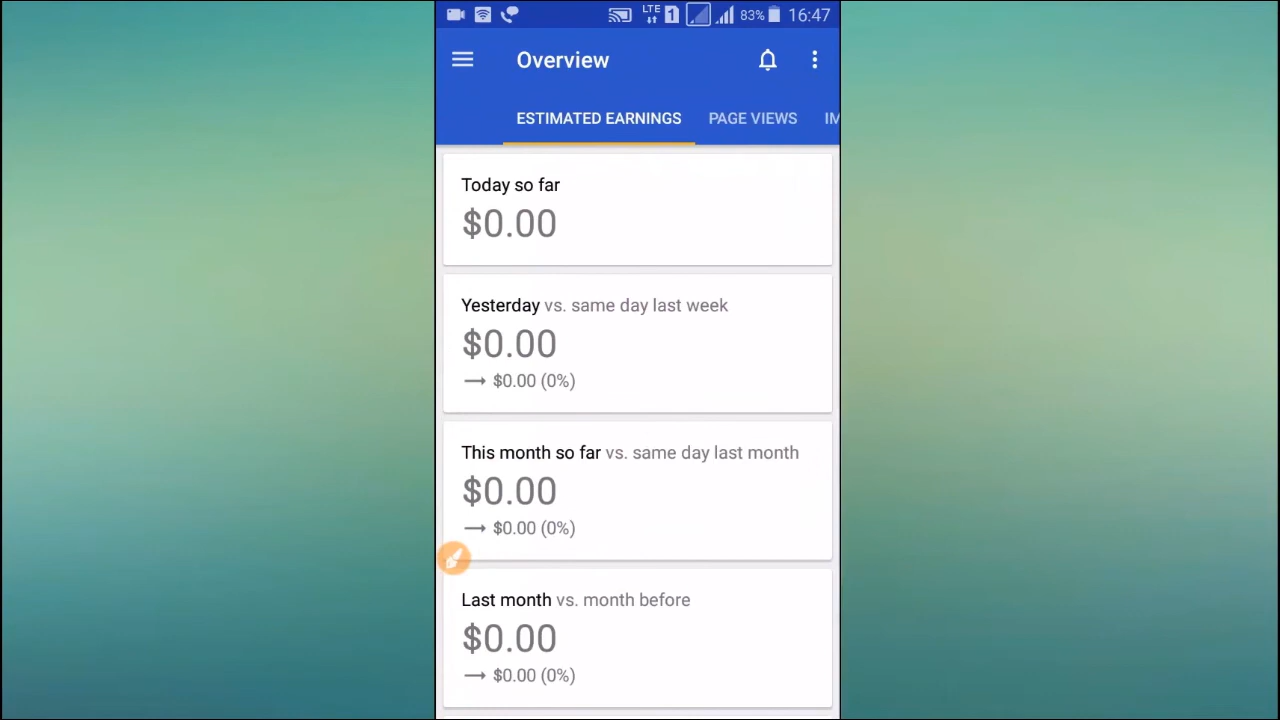 LTE 1 83% 16:47
Overview
ESTIMATED EARNINGS PAGE VIEWS IM
Today so far
$0.00
Yesterday vs. same day last week
$0.00
$0.00 (0%)
This month so far vs. same day last month
$0.00
$0.00 (0%)
Last month vs. month before
$0.00
$0.00 (0%)